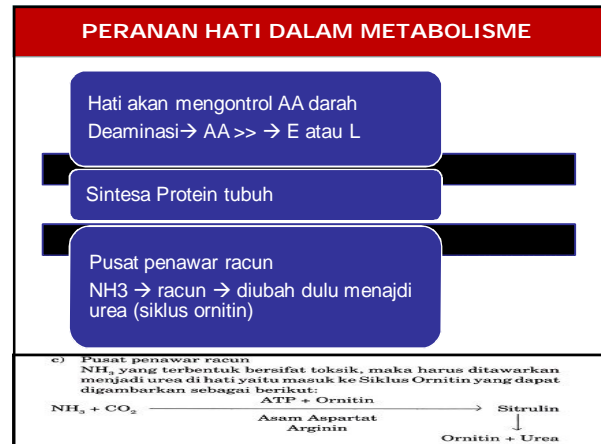 PERANAN HATI DALAM METABOLISME
Hati akan mengontrol AA darah
Deaminasi→ AA >> → E atau L
Sintesa Protein tubuh
Pusat penawar racun
NH3 → racun → diubah dulu menajdi
urea (siklus ornitin)
c) Pusat penawar racun
NH₃ yang terbentuk bersifat toksik, maka harus ditawarkan
menjadi urea di hati yaitu masuk ke Siklus Ornitin yang dapat
digambarkan sebagai berikut:
ATP + Ornitin
NH₃ + CO₂ → Sitrulin
Asam Aspartat
Arginin
↓
Ornitin + Urea